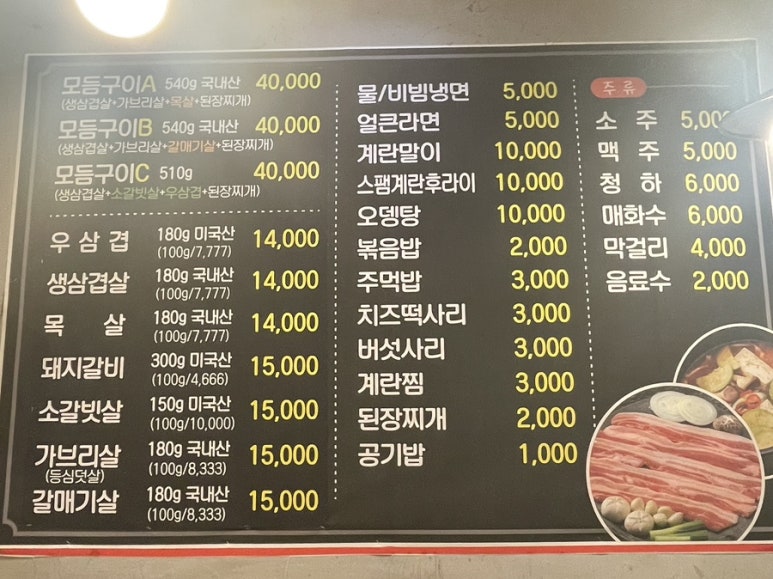 모듬구이A 540g 국내산 40,000
(생삼겹살+가브리살+목살+된장찌개)
모듬구이B 540g 국내산 40,000
(생삼겹살+가브리살+갈매기살+된장찌개)
모듬구이C 510g 40,000
(생삼겹살+소갈빗살+우삼겹+된장찌개)
우 삼 겹 180g 미국산 14,000
(100g/7,777)
생삼겹살 180g 국내산 14,000
(100g/7,777)
목 살 180g 국내산 14,000
(100g/7,777)
돼지갈비 300g 미국산 15,000
(100g/4,666)
소갈빗살 150g 미국산 15,000
(100g/10,000)
가브리살 180g 국내산 15,000
(등심덧살) (100g/8,333)
갈매기살 180g 국내산 15,000
(100g/8,333)
물/비빔냉면 5,000
얼큰라면 5,000
계란말이 10,000
스팸계란후라이 10,000
오뎅탕 10,000
볶음밥 2,000
주먹밥 3,000
치즈떡사리 3,000
버섯사리 3,000
계란찜 3,000
된장찌개 2,000
공기밥 1,000
주 류
소 주 5,000
맥 주 5,000
청 하 6,000
매화수 6,000
막걸리 4,000
음료수 2,000